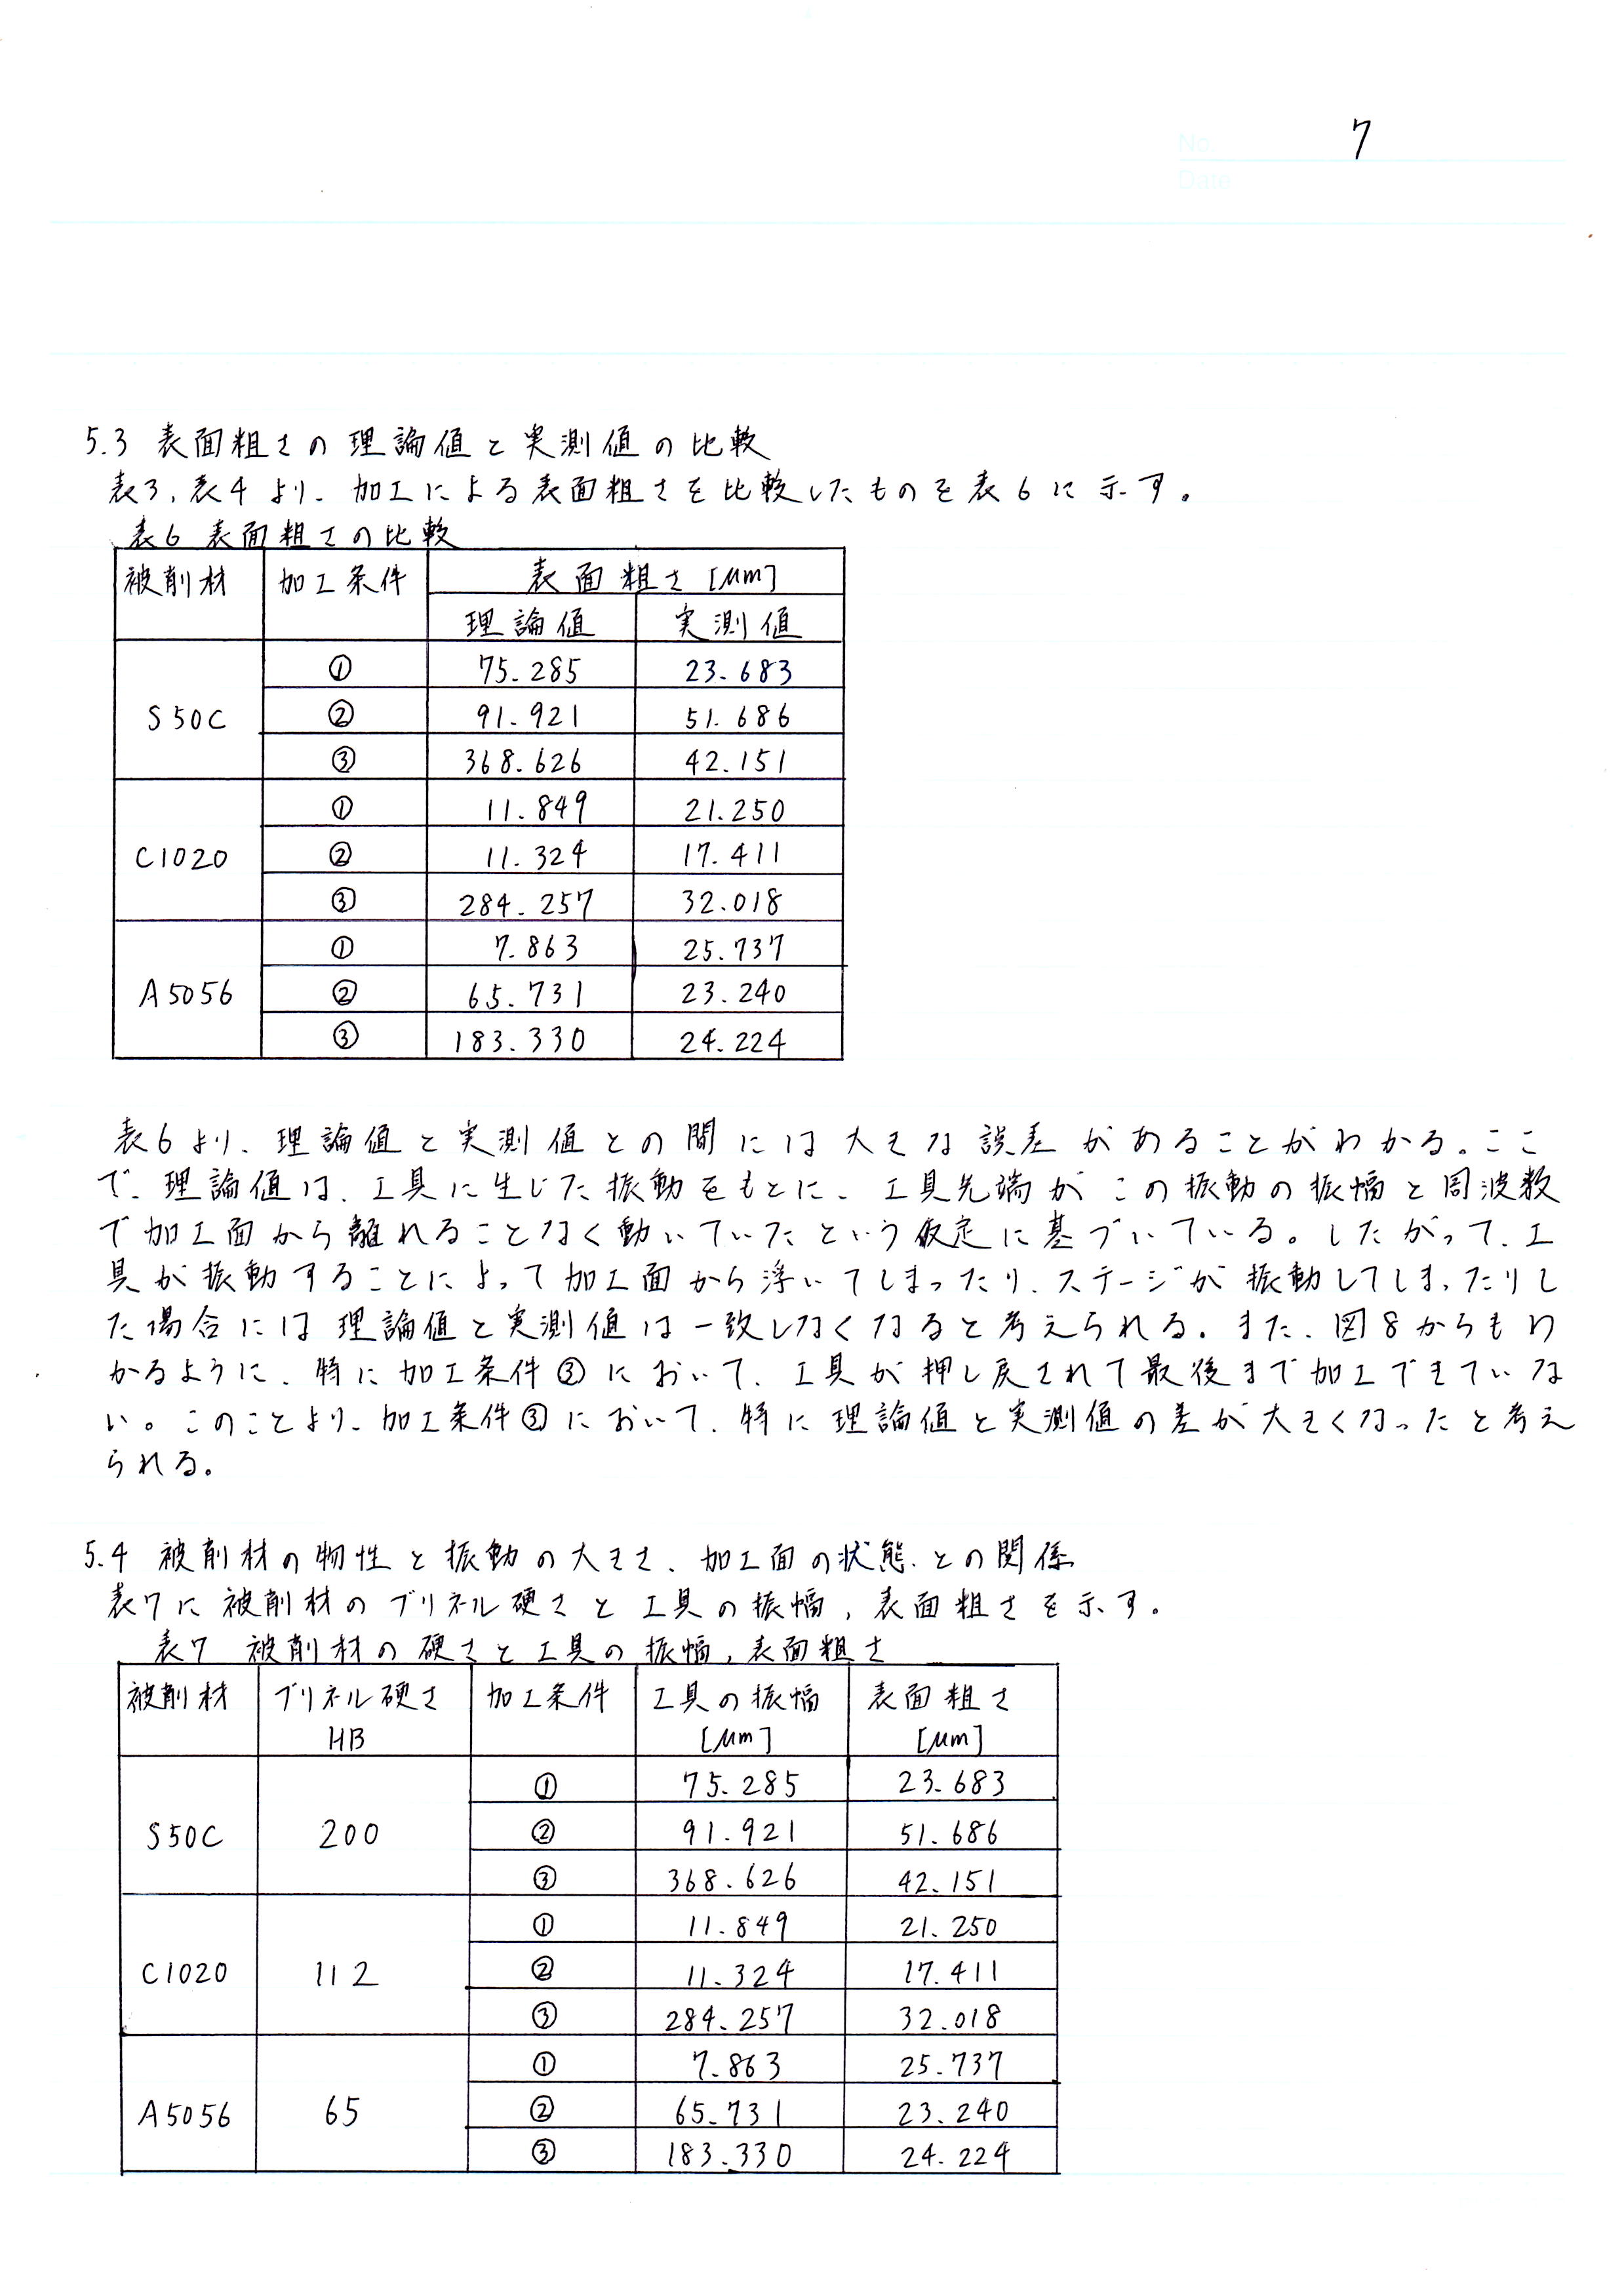 No. 7
Date
5.3 表面粗さの理論値と実測値の比較
表3、表4より、加工による表面粗さを比較したものを表6に示す。
表6 表面粗さの比較
被削材 加工条件 表面粗さ[μm]
理論値 実測値
S50C ① 75.285 23.683
② 91.921 51.686
③ 368.626 42.151
C1020 ① 11.849 21.250
② 11.324 17.411
③ 284.257 32.018
A5056 ① 7.863 25.737
② 65.731 23.240
③ 183.330 24.224
表6より、理論値と実測値との間には大きな誤差があることがわかる。ここ
で、理論値は、工具に生じた振動をもとに、工具先端がこの振動の振幅と周波数
で加工面から離れることなく動いていたという仮定に基づいている。したがって、工
具が振動することによって加工面から浮いてしまったり、ステージが振動してしまったりし
た場合には理論値と実測値は一致しなくなると考えられる。また、図8からもわ
かるように、特に加工条件③において、工具が押し戻されて最後まで加工できていな
い。このことより、加工条件③において、特に理論値と実測値の差が大きくなったと考え
られる。
5.4 被削材の物性と振動の大きさ、加工面の状態との関係
表7に被削材のブリネル硬さと工具の振幅、表面粗さを示す。
表7 被削材の硬さと工具の振幅、表面粗さ
被削材 ブリネル硬さ 加工条件 工具の振幅 表面粗さ
HB [μm] [μm]
S50C 200 ① 75.285 23.683
② 91.921 51.686
③ 368.626 42.151
C1020 112 ① 11.849 21.250
② 11.324 17.411
③ 284.257 32.018
A5056 65 ① 7.863 25.737
② 65.731 23.240
③ 183.330 24.224